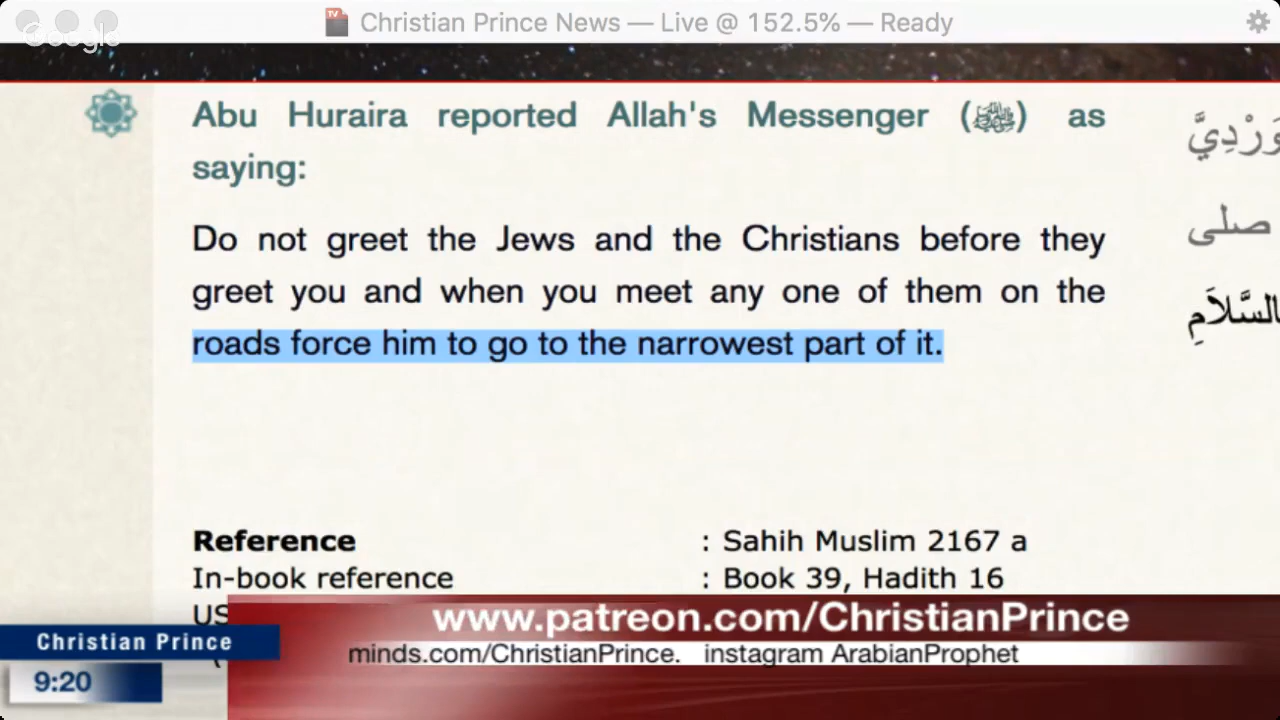 Christian Prince News — Live @ 152.5% — Ready
Google
Abu Huraira reported Allah's Messenger (ﷺ) as
saying:
Do not greet the Jews and the Christians before they
greet you and when you meet any one of them on the
roads force him to go to the narrowest part of it.
صلى
Reference : Sahih Muslim 2167 a
In-book reference : Book 39, Hadith 16
US
www.patreon.com/ChristianPrince
Christian Prince
minds.com/ChristianPrince. instagram ArabianProphet
9:20